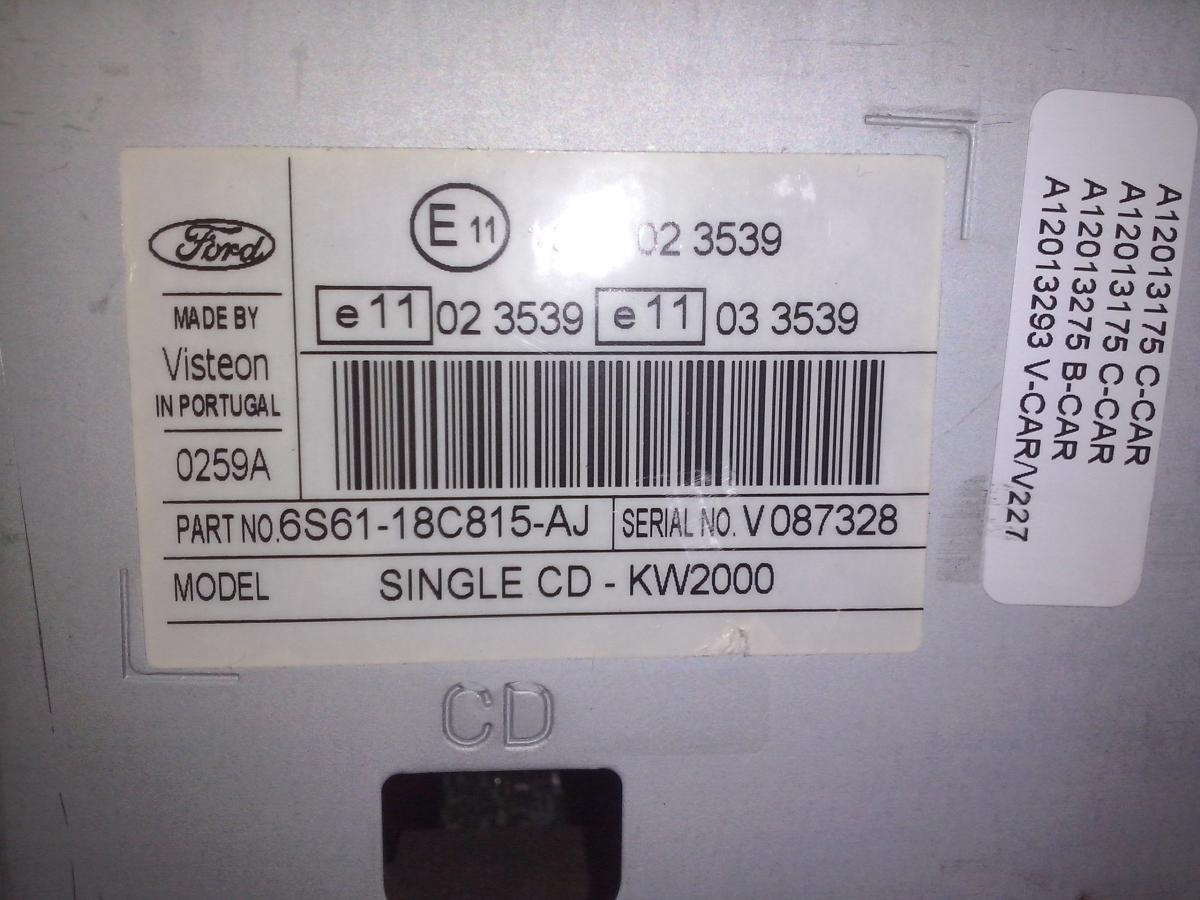 Ford
MADE BY
Visteon
IN PORTUGAL
0259A
E 11 02 3539
e 11 02 3539 e 11 03 3539
PART NO. 6S61-18C815-AJ SERIAL NO. V 087328
MODEL SINGLE CD - KW2000
CD
A12013175 C-CAR
A12013175 C-CAR
A12013275 B-CAR
A12013293 V-CAR/V227